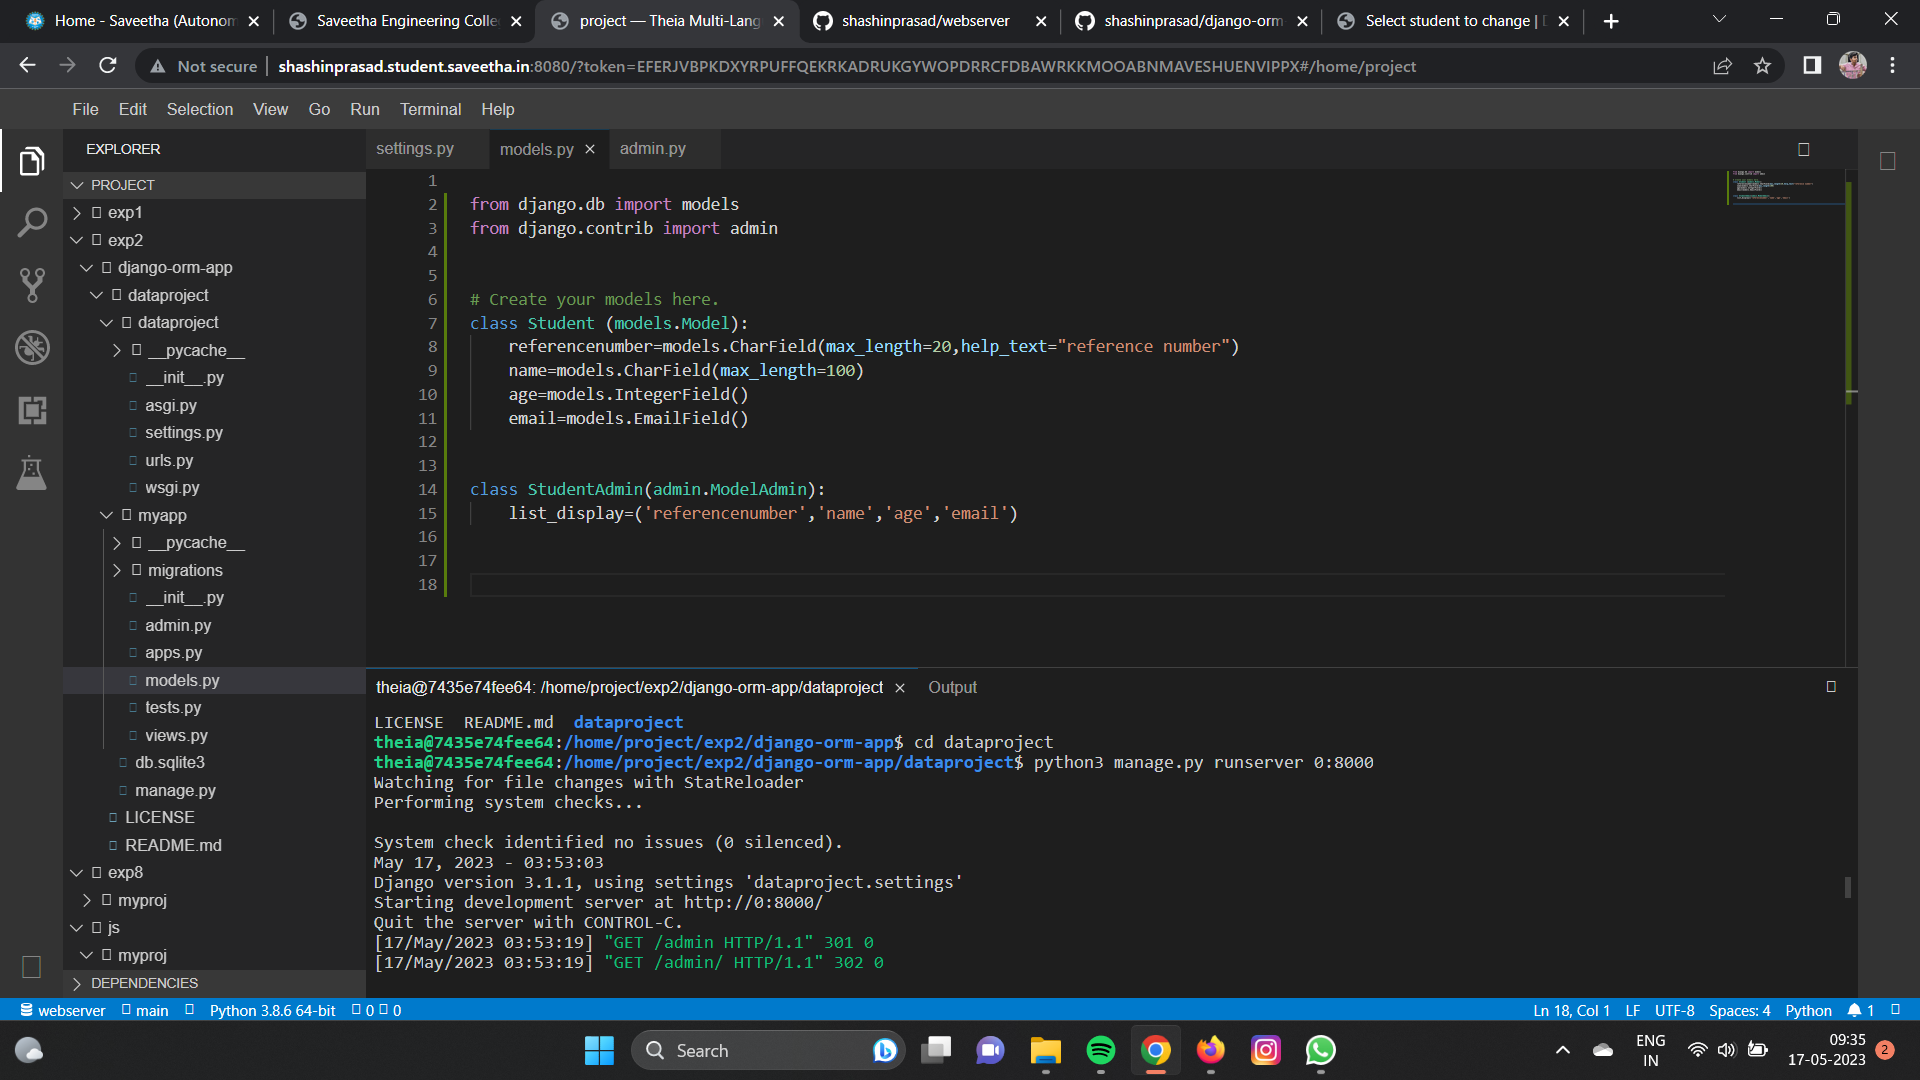 Home - Saveetha (Autonom
Saveetha Engineering Colle
project — Theia Multi-Lang
shashinprasad/webserver
shashinprasad/django-orm
Select student to change | D
Not secure
shashinprasad.student.saveetha.in:8080/?token=EFERJVBPKDXYRPUFFQEKRKADRUKGYWOPDRRCFDBAWRKKMOOABNMAVESHUENVIPPX#/home/project
File Edit Selection View Go Run Terminal Help
EXPLORER
PROJECT
exp1
exp2
django-orm-app
dataproject
dataproject
__pycache__
__init__.py
asgi.py
settings.py
urls.py
wsgi.py
myapp
__pycache__
migrations
__init__.py
admin.py
apps.py
models.py
tests.py
views.py
db.sqlite3
manage.py
LICENSE
README.md
exp8
myproj
js
myproj
DEPENDENCIES
settings.py models.py admin.py
1
2 from django.db import models
3 from django.contrib import admin
4
5
6 # Create your models here.
7 class Student (models.Model):
8 referencenumber=models.CharField(max_length=20,help_text="reference number")
9 name=models.CharField(max_length=100)
10 age=models.IntegerField()
11 email=models.EmailField()
12
13
14 class StudentAdmin(admin.ModelAdmin):
15 list_display=('referencenumber','name','age','email')
16
17
18
theia@7435e74fee64: /home/project/exp2/django-orm-app/dataproject Output
LICENSE README.md dataproject
theia@7435e74fee64:/home/project/exp2/django-orm-app$ cd dataproject
theia@7435e74fee64:/home/project/exp2/django-orm-app/dataproject$ python3 manage.py runserver 0:8000
Watching for file changes with StatReloader
Performing system checks...
System check identified no issues (0 silenced).
May 17, 2023 - 03:53:03
Django version 3.1.1, using settings 'dataproject.settings'
Starting development server at http://0:8000/
Quit the server with CONTROL-C.
[17/May/2023 03:53:19] "GET /admin HTTP/1.1" 301 0
[17/May/2023 03:53:19] "GET /admin/ HTTP/1.1" 302 0
webserver main Python 3.8.6 64-bit 0 0
Ln 18, Col 1 LF UTF-8 Spaces: 4 Python 1
Search
ENG
IN
09:35
17-05-2023
2